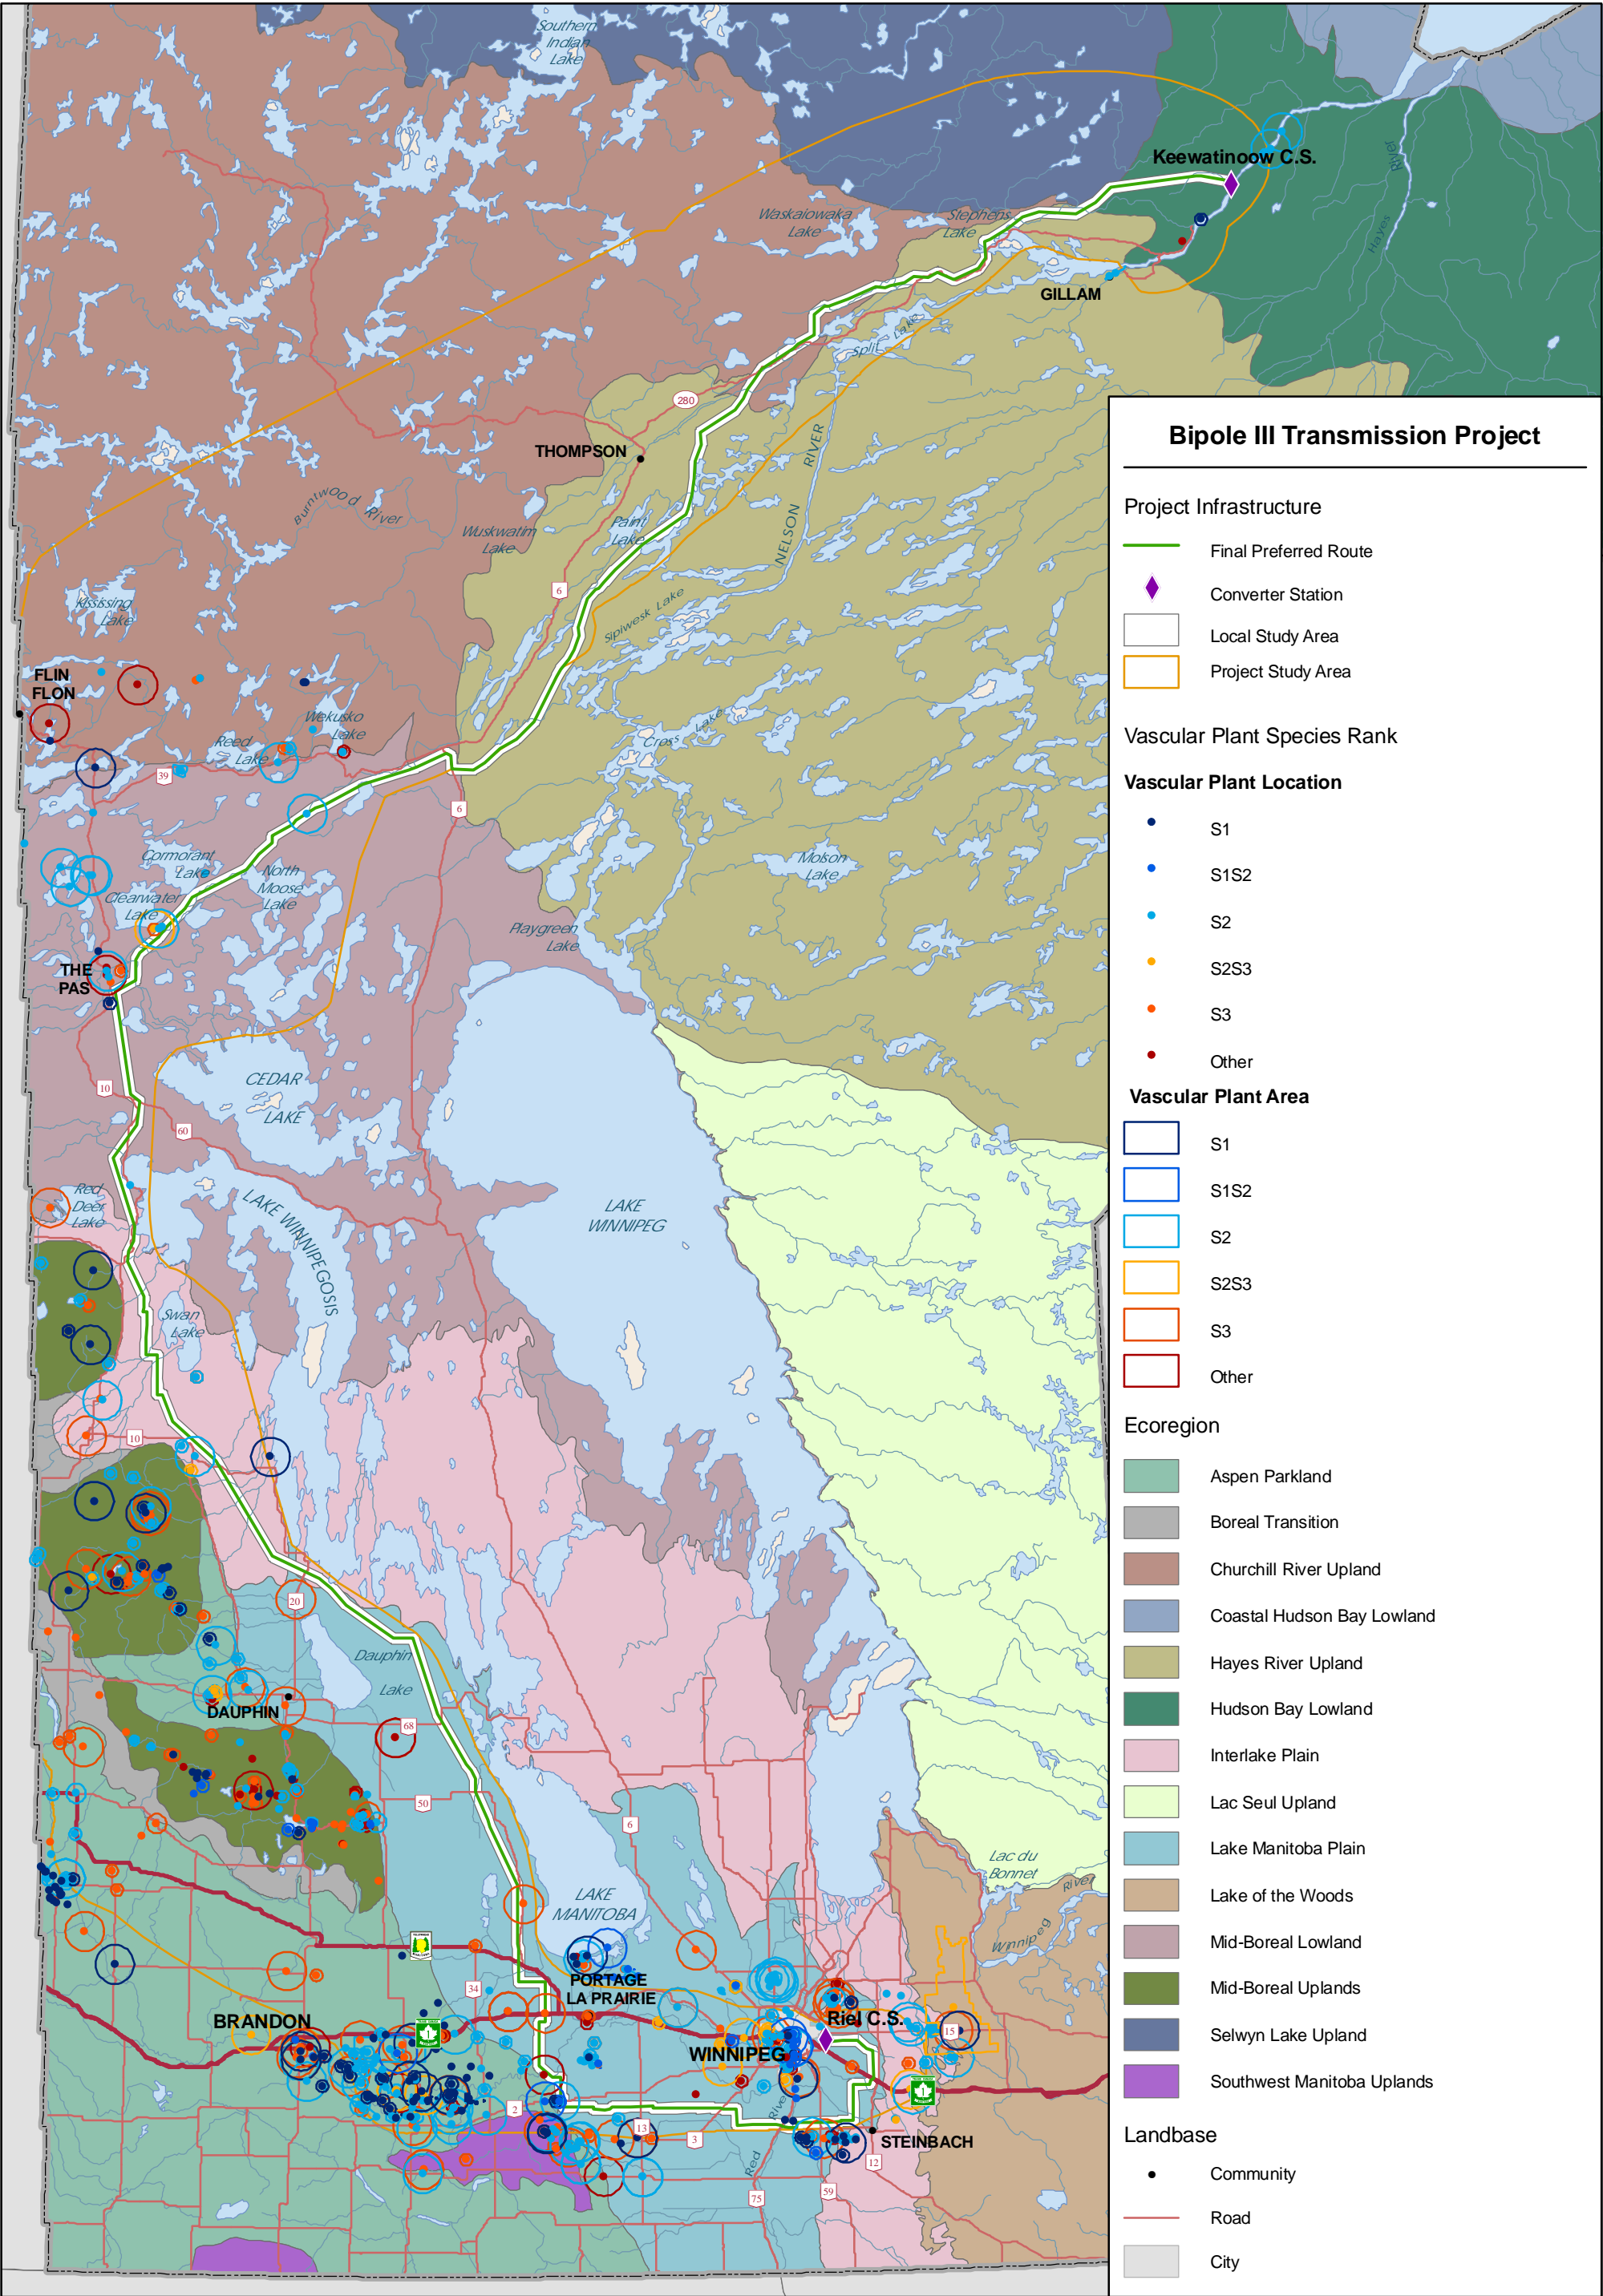 Southern
Indian
Lake
Keewatinoow C.S.
River
Hayes
Waskaiowaka
Lake
Stephens
Lake
GILLAM
Split Lake
280
THOMPSON
RIVER
NELSON
Burntwood River
Wuskwatim
Lake
Paint
Lake
6
Sipiwesk Lake
Kississing
Lake
FLIN
FLON
Wekusko
Lake
Reed
Lake
Cross Lake
39
6
Cormorant
Lake
North
Moose
Lake
Clearwater
Lake
Molson
Lake
Playgreen
Lake
THE
PAS
CEDAR
LAKE
10
60
Red
Deer
Lake
LAKE WINNIPEGOSIS
LAKE
WINNIPEG
Swan
Lake
10
20
Dauphin
Lake
DAUPHIN
68
50
6
LAKE
MANITOBA
Lac du
Bonnet
Winnipeg
River
PORTAGE
LA PRAIRIE
34
BRANDON
1
Riel C.S.
15
WINNIPEG
1
2
13
3
Red
River
STEINBACH
12
59
75
Bipole III Transmission Project
Project Infrastructure
Final Preferred Route
Converter Station
Local Study Area
Project Study Area
Vascular Plant Species Rank
Vascular Plant Location
S1
S1S2
S2
S2S3
S3
Other
Vascular Plant Area
S1
S1S2
S2
S2S3
S3
Other
Ecoregion
Aspen Parkland
Boreal Transition
Churchill River Upland
Coastal Hudson Bay Lowland
Hayes River Upland
Hudson Bay Lowland
Interlake Plain
Lac Seul Upland
Lake Manitoba Plain
Lake of the Woods
Mid-Boreal Lowland
Mid-Boreal Uplands
Selwyn Lake Upland
Southwest Manitoba Uplands
Landbase
Community
Road
City